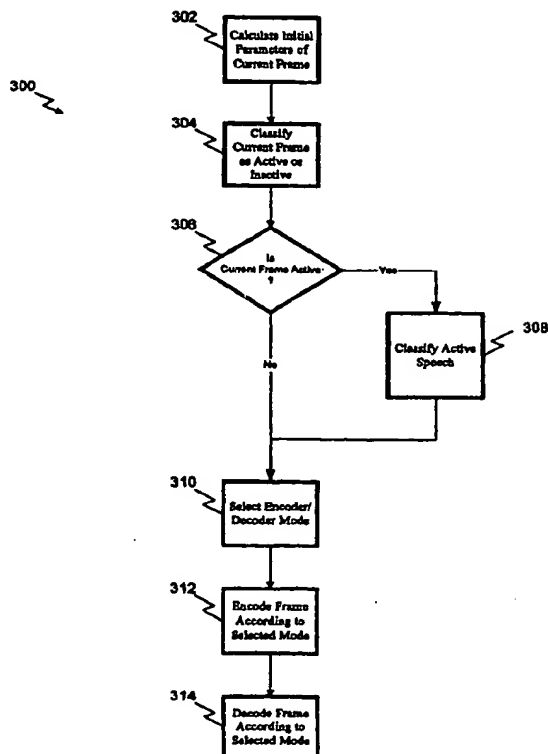 302
Calculate Initial
Parameters of
Current Frame
300
304
Classify
Current Frame
as Active or
Inactive
306
Is
Current Frame Active
?
Yes
308
Classify Active
Speech
No
310
Select Encoder/
Decoder Mode
312
Encode Frame
According to
Selected Mode
314
Decode Frame
According to
Selected Mode